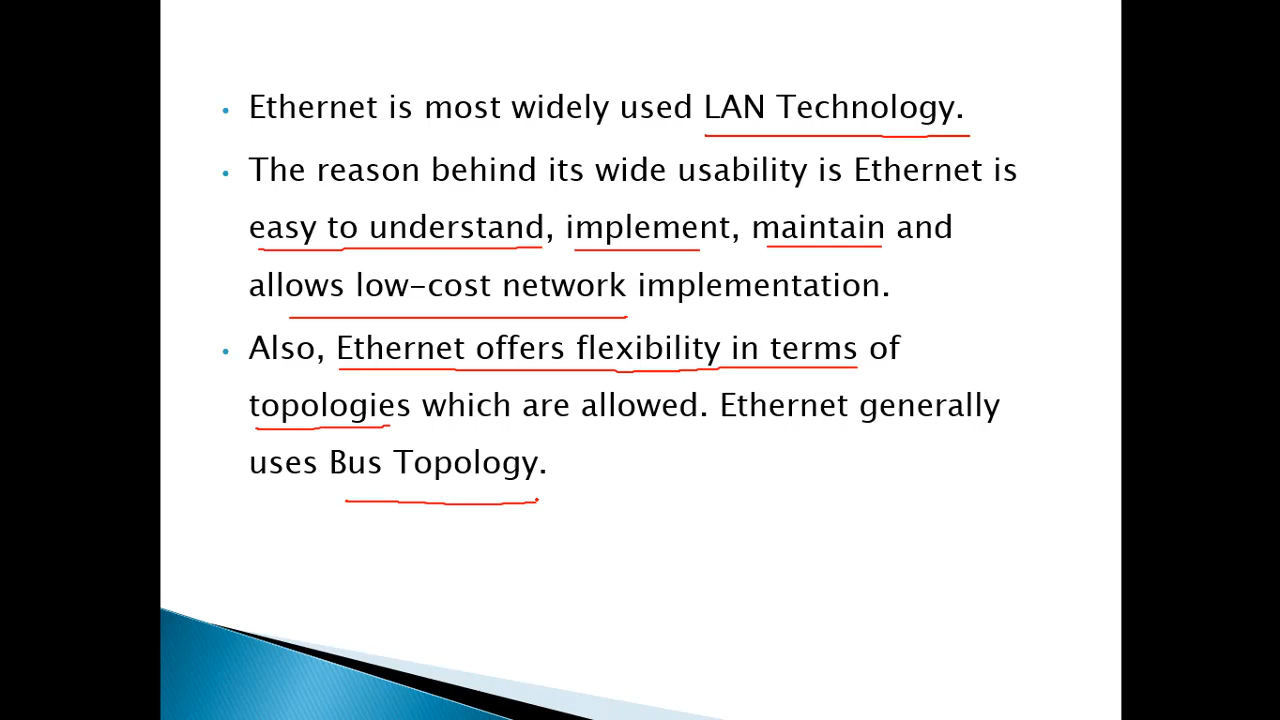 • Ethernet is most widely used LAN Technology.
• The reason behind its wide usability is Ethernet is
easy to understand, implement, maintain and
allows low-cost network implementation.
• Also, Ethernet offers flexibility in terms of
topologies which are allowed. Ethernet generally
uses Bus Topology.